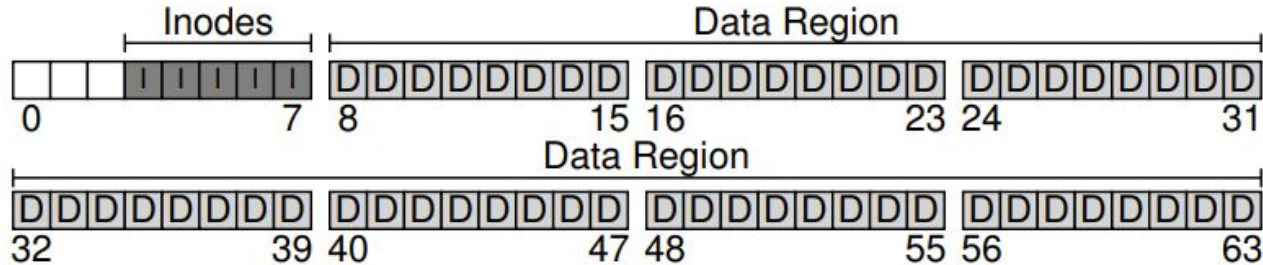 Inodes Data Region
I I I I I D D D D D D D D D D D D D D D D D D D D D D D D
0 7 8 15 16 23 24 31
Data Region
D D D D D D D D D D D D D D D D D D D D D D D D D D D D D D D D
32 39 40 47 48 55 56 63